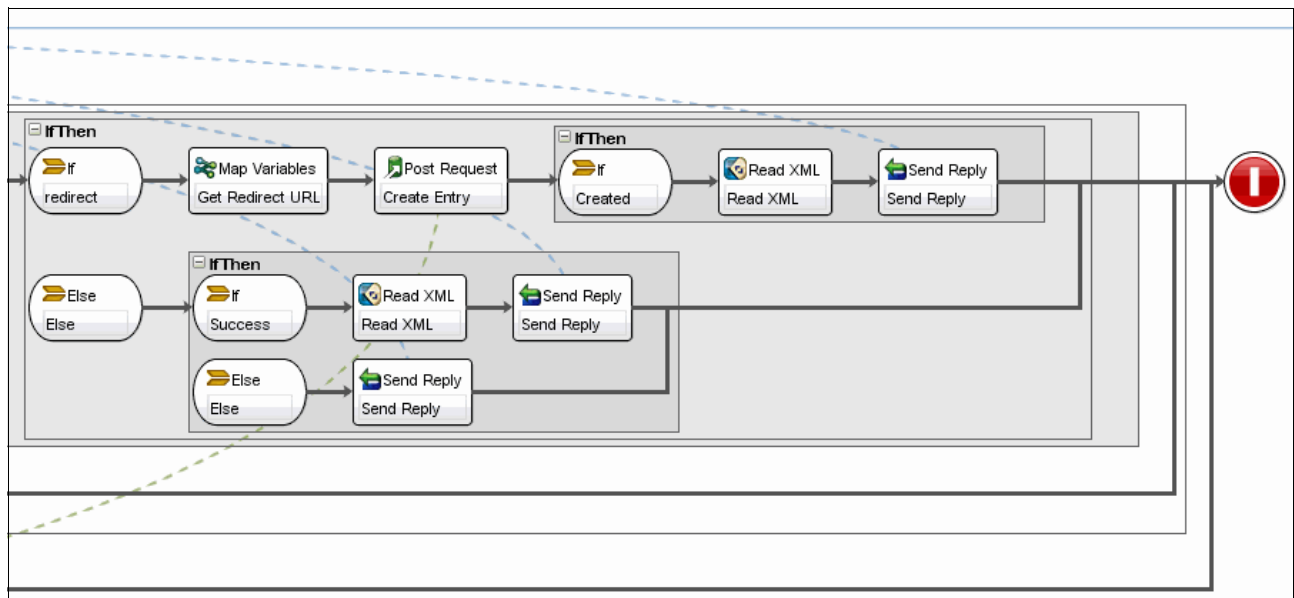 IfThen
If
redirect
Map Variables
Get Redirect URL
Post Request
Create Entry
IfThen
If
Created
Read XML
Read XML
Send Reply
Send Reply
Else
Else
IfThen
If
Success
Read XML
Read XML
Send Reply
Send Reply
Else
Else
Send Reply
Send Reply